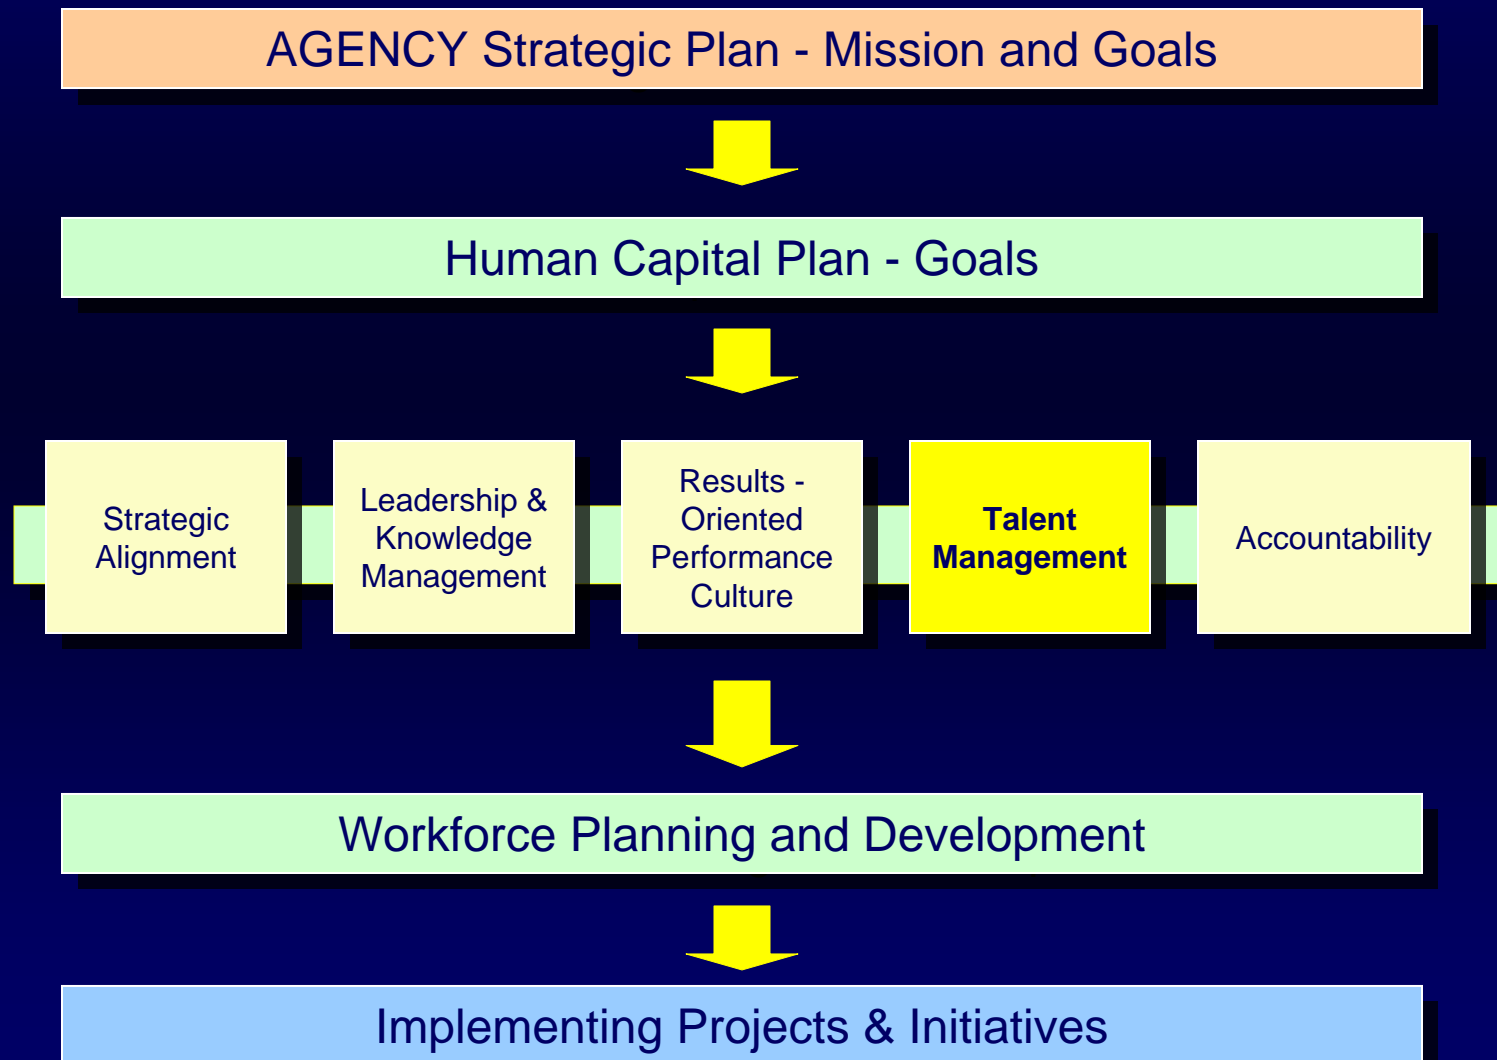 AGENCY Strategic Plan - Mission and Goals
Human Capital Plan - Goals
Strategic
Alignment
Leadership &
Knowledge
Management
Results -
Oriented
Performance
Culture
Talent
Management
Accountability
Workforce Planning and Development
Implementing Projects & Initiatives